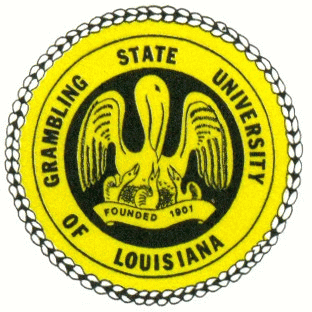 GRAMBLING STATE UNIVERSITY
OF LOUISIANA
FOUNDED 1901